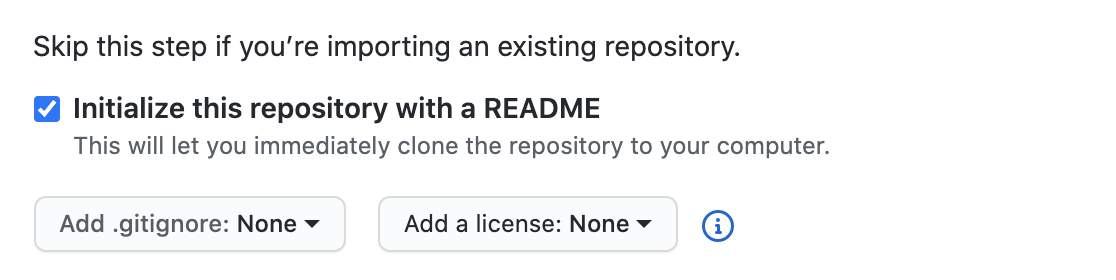 Skip this step if you’re importing an existing repository.
Initialize this repository with a README
This will let you immediately clone the repository to your computer.
Add .gitignore: None Add a license: None